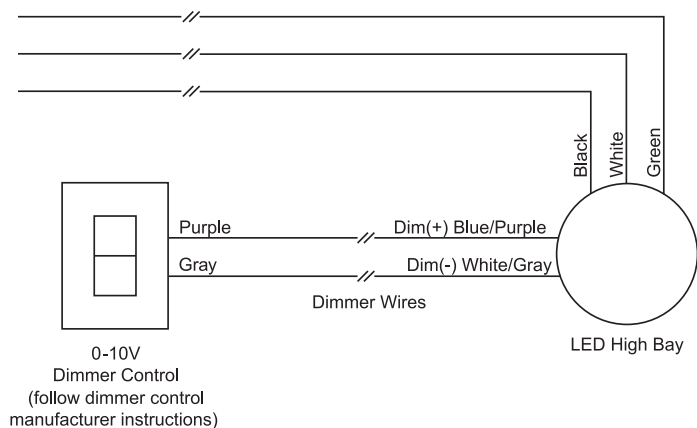 Black
White
Green
Purple
Dim(+) Blue/Purple
Gray
Dim(-) White/Gray
Dimmer Wires
LED High Bay
0-10V
Dimmer Control
(follow dimmer control
manufacturer instructions)